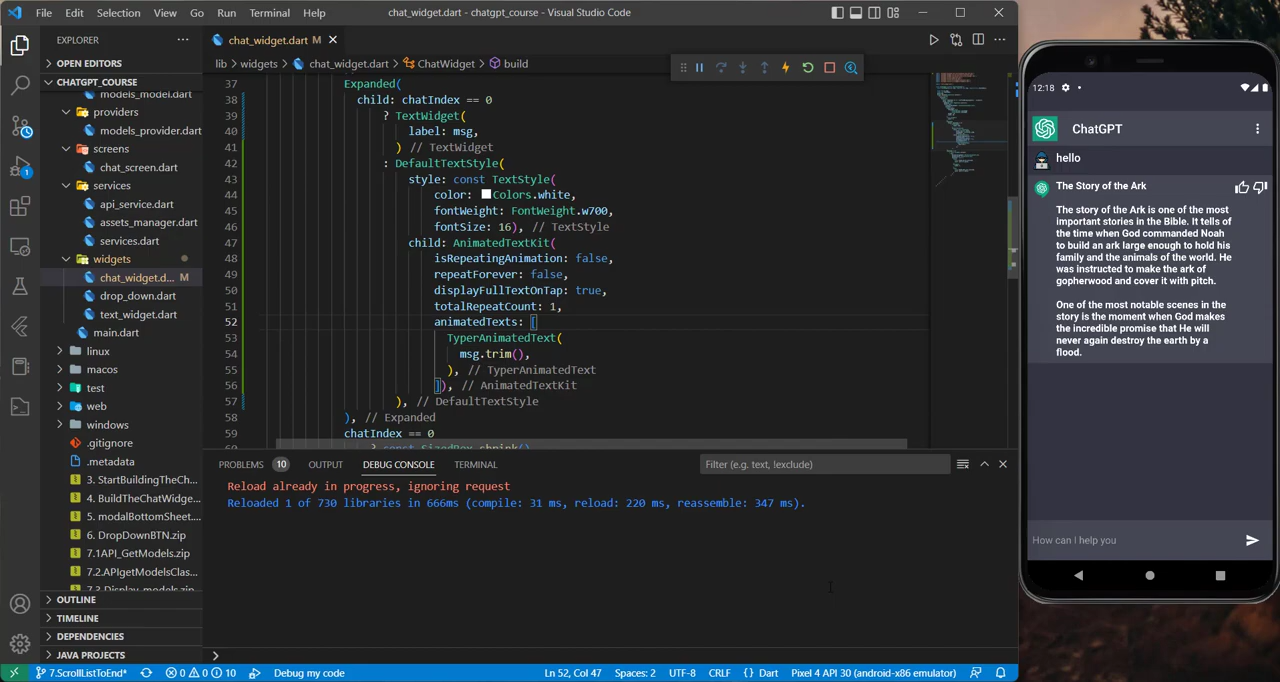 File Edit Selection View Go Run Terminal Help
chat_widget.dart - chatgpt_course - Visual Studio Code
EXPLORER
OPEN EDITORS
CHATGPT_COURSE
models_model.dart
providers
models_provider.dart
screens
chat_screen.dart
services
api_service.dart
assets_manager.dart
services.dart
widgets
chat_widget.d... M
drop_down.dart
text_widget.dart
main.dart
linux
macos
test
web
windows
.gitignore
.metadata
3. StartBuildingTheCh...
4. BuildTheChatWidge...
5. modalBottomSheet....
6. DropDownBTN.zip
7.1API_GetModels.zip
7.2.APIgetModelsClas...
7.3.Display_models.zip
OUTLINE
TIMELINE
DEPENDENCIES
JAVA PROJECTS
chat_widget.dart M
lib > widgets > chat_widget.dart > ChatWidget > build
37 Expanded(
38 child: chatIndex == 0
39 ? TextWidget(
40 label: msg,
41 ) // TextWidget
42 : DefaultTextStyle(
43 style: const TextStyle(
44 color: Colors.white,
45 fontWeight: FontWeight.w700,
46 fontSize: 16), // TextStyle
47 child: AnimatedTextKit(
48 isRepeatingAnimation: false,
49 repeatForever: false,
50 displayFullTextOnTap: true,
51 totalRepeatCount: 1,
52 animatedTexts: [
53 TyperAnimatedText(
54 msg.trim(),
55 ), // TyperAnimatedText
56 ]), // AnimatedTextKit
57 ), // DefaultTextStyle
58 ), // Expanded
59 chatIndex == 0
60 ? const SizedBox.shrink()
PROBLEMS 10 OUTPUT DEBUG CONSOLE TERMINAL
Filter (e.g. text, !exclude)
Reload already in progress, ignoring request
Reloaded 1 of 730 libraries in 666ms (compile: 31 ms, reload: 220 ms, reassemble: 347 ms).
7.ScrollListToEnd* 0 0 10 Debug my code
Ln 52, Col 47 Spaces: 2 UTF-8 CRLF {} Dart Pixel 4 API 30 (android-x86 emulator)
1
12:18
ChatGPT
hello
The Story of the Ark
The story of the Ark is one of the most
important stories in the Bible. It tells of
the time when God commanded Noah
to build an ark large enough to hold his
family and the animals of the world. He
was instructed to make the ark of
gopherwood and cover it with pitch.
One of the most notable scenes in the
story is the moment when God makes
the incredible promise that He will
never again destroy the earth by a
flood.
How can I help you